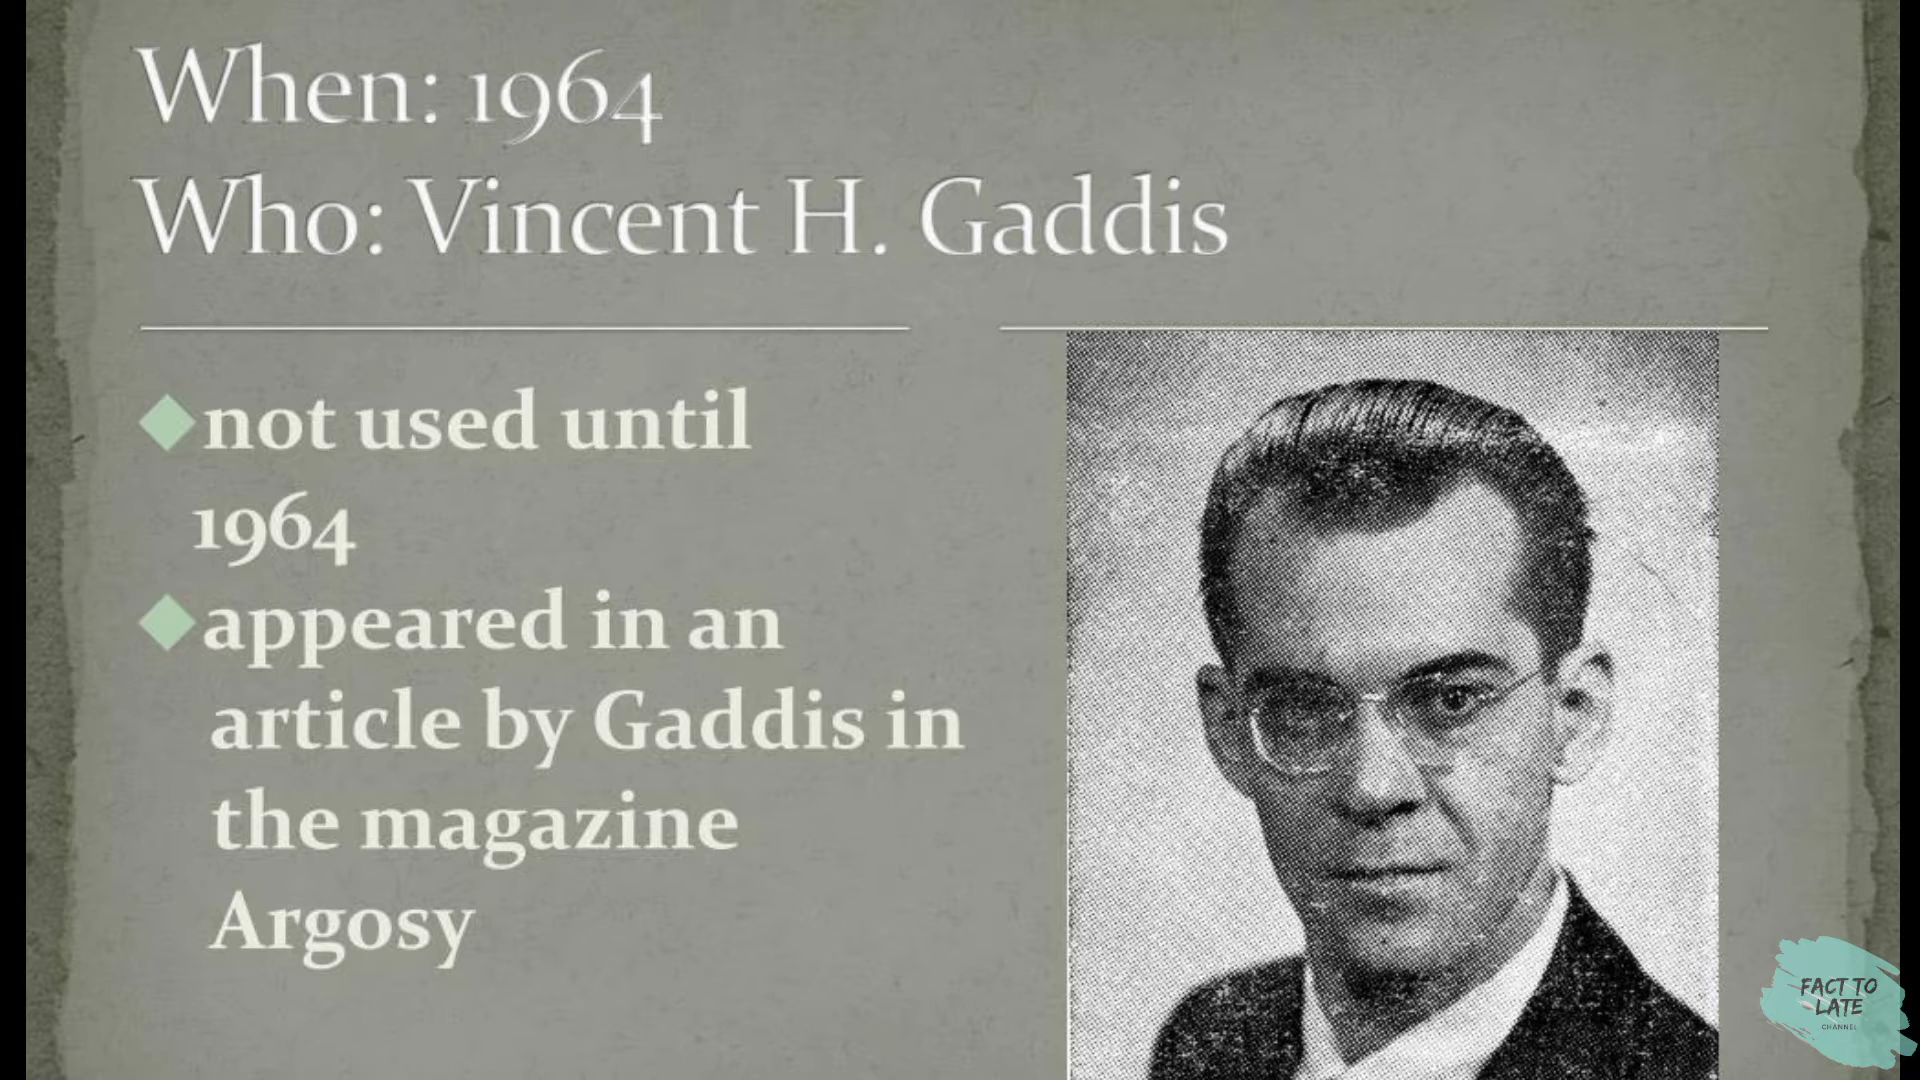 When: 1964
Who: Vincent H. Gaddis
not used until
1964
appeared in an
article by Gaddis in
the magazine
Argosy
FACT TO
LATE
CHANNEL